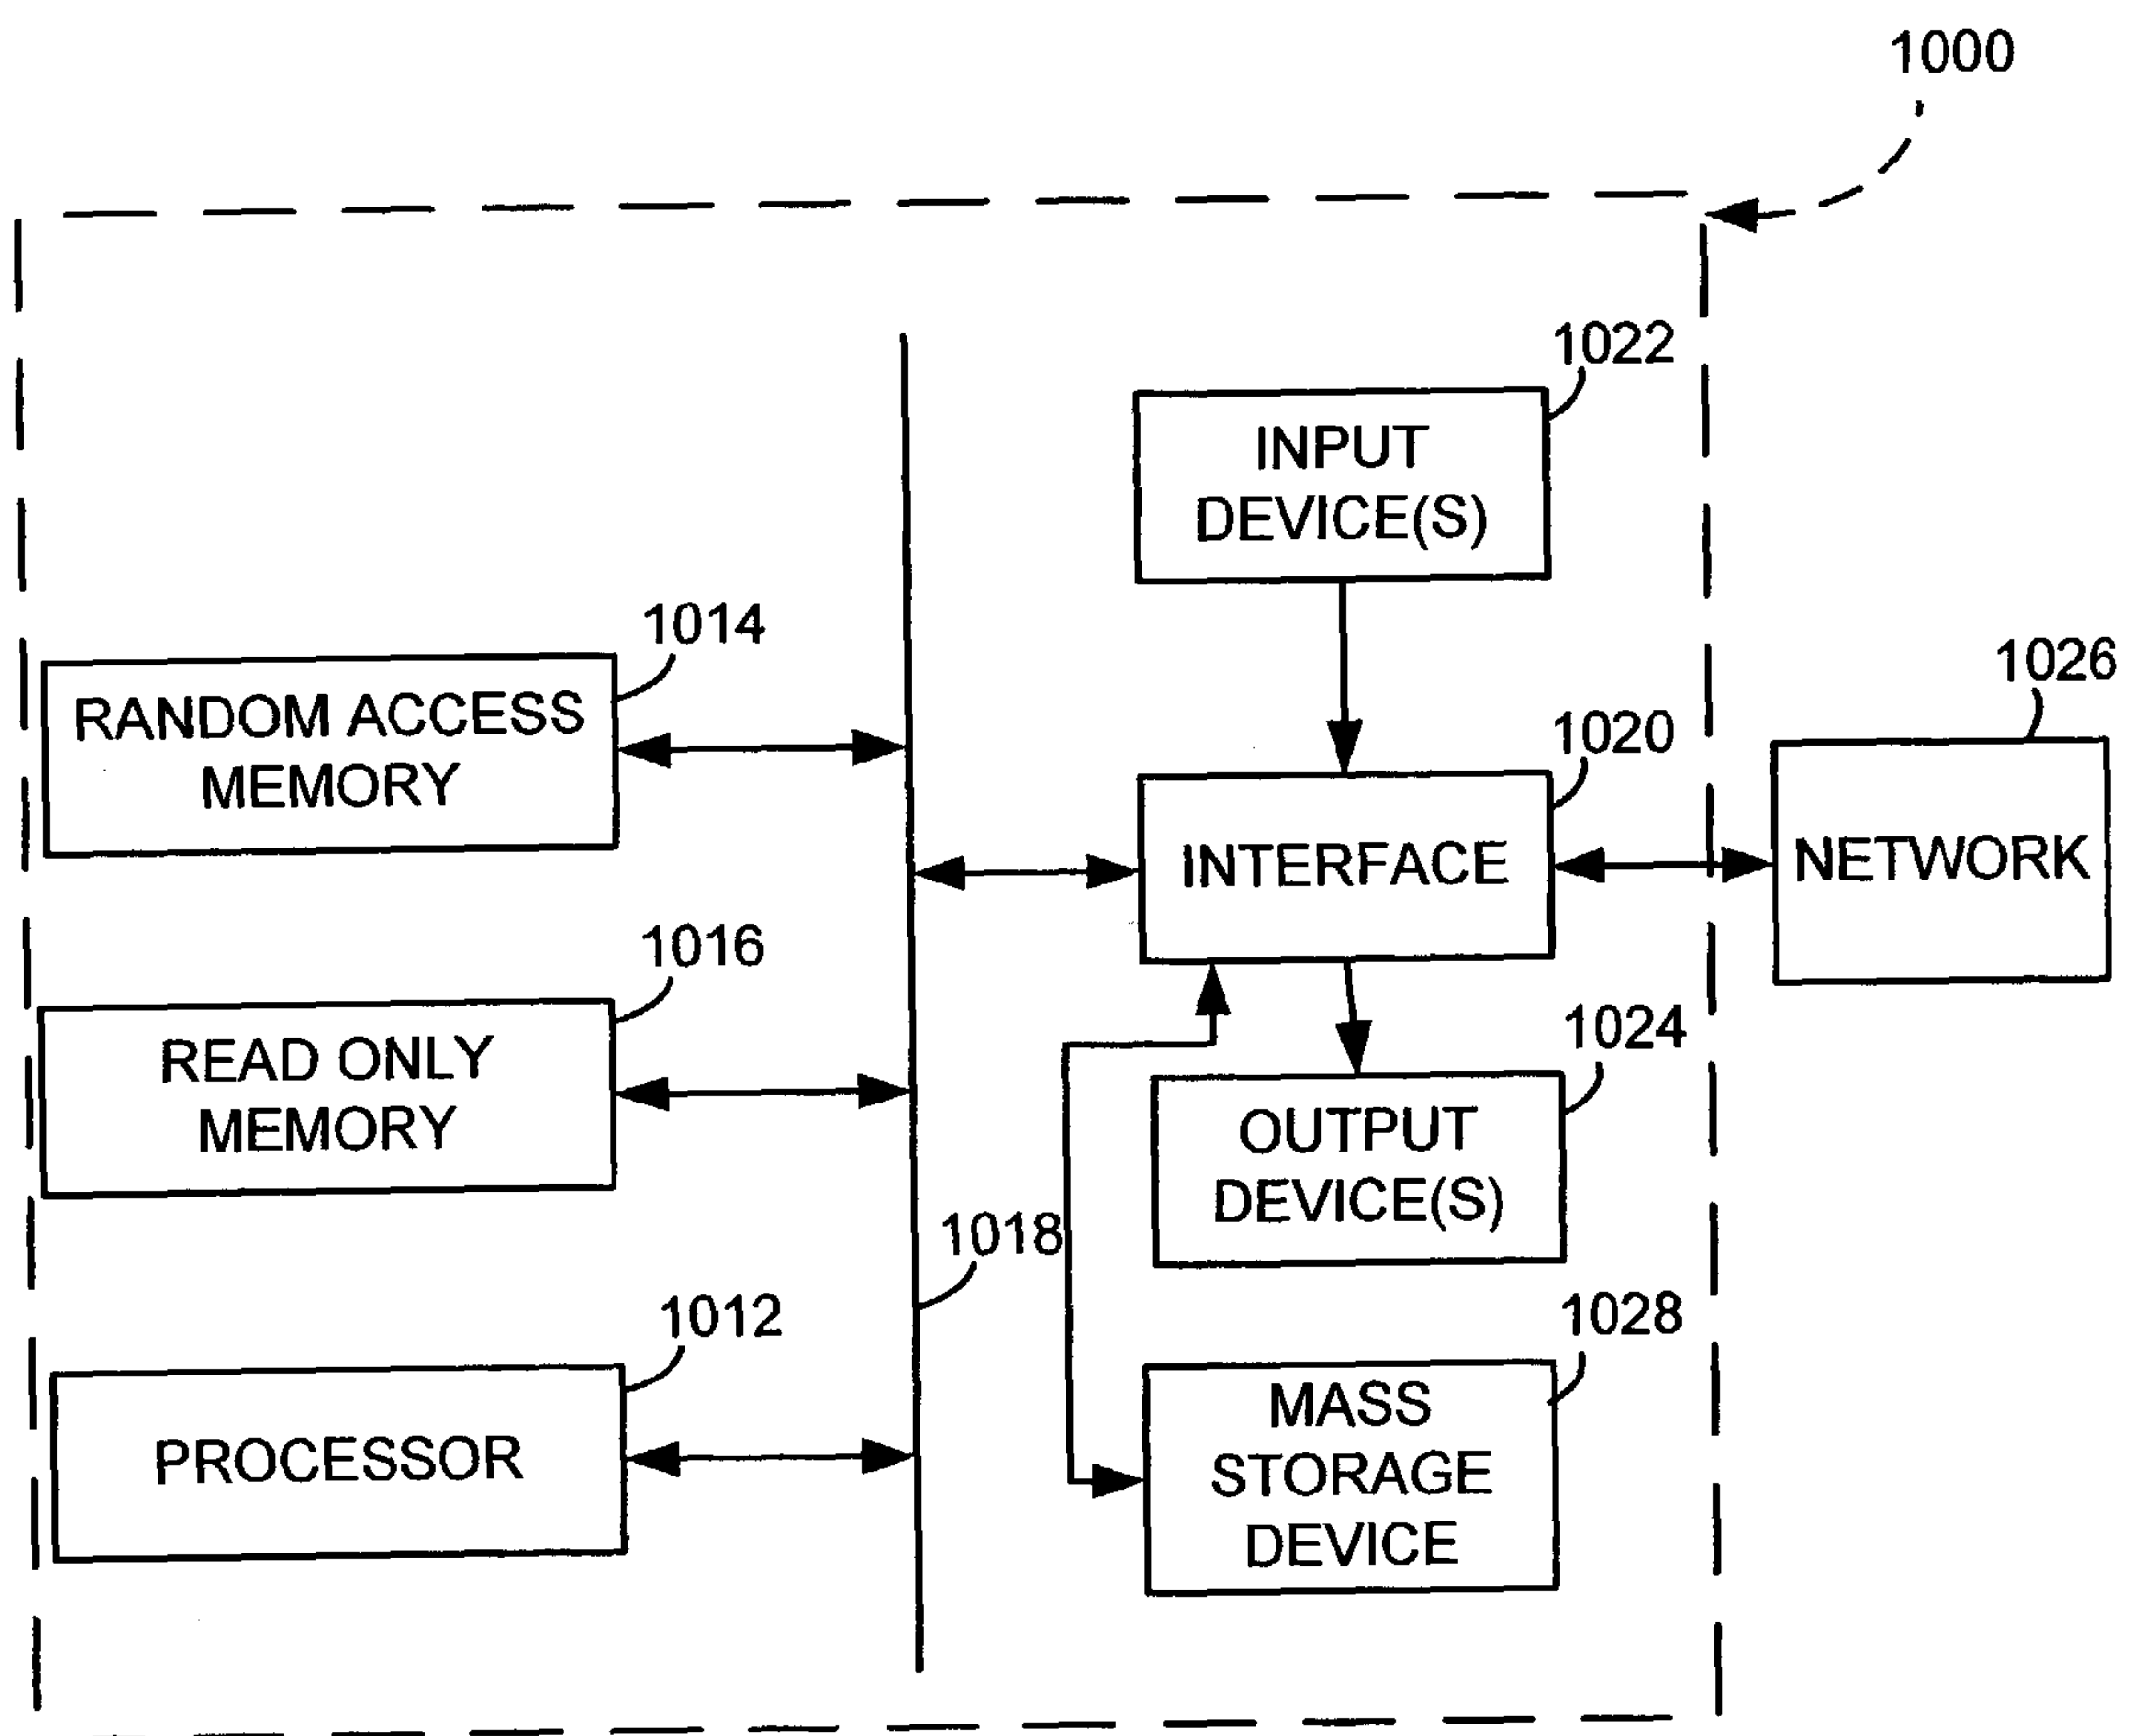 1000
1022
INPUT
DEVICE(S)
1014
RANDOM ACCESS
MEMORY
1026
1020
INTERFACE
NETWORK
1016
READ ONLY
MEMORY
1024
OUTPUT
DEVICE(S)
1018
1012
PROCESSOR
1028
MASS
STORAGE
DEVICE